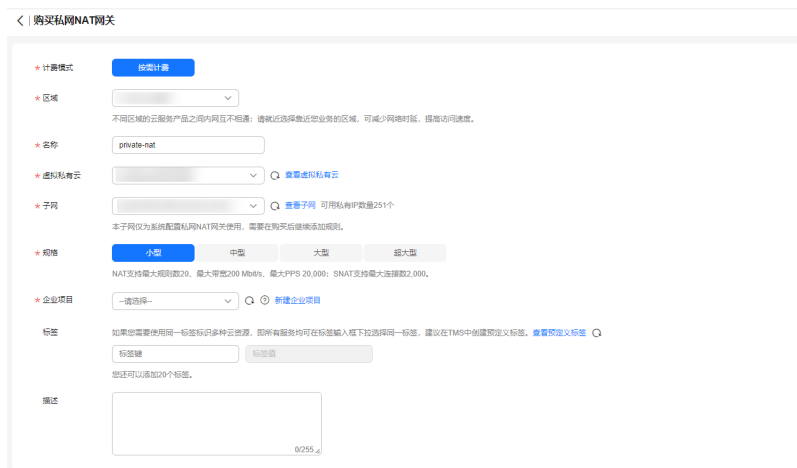 购买私网NAT网关
* 计费模式 按需计费
* 区域
不同区域的云服务产品之间内网互不相通；请就近选择靠近您业务的区域，可减少网络时延，提高访问速度。
* 名称 private-nat
* 虚拟私有云 查看虚拟私有云
* 子网 查看子网 可用私有IP数量251个
本子网仅为系统配置私网NAT网关使用，需要在购买后继续添加规则。
* 规格 小型 中型 大型 超大型
NAT支持最大规则数20，最大带宽200 Mbit/s，最大PPS 20,000；SNAT支持最大连接数2,000。
* 企业项目 --请选择-- 新建企业项目
标签 如果您需要使用同一标签标识多种云资源，即所有服务均可在标签输入框下拉选择同一标签，建议在TMS中创建预定义标签。查看预定义标签
标签键 标签值
您还可以添加20个标签。
描述
0/255